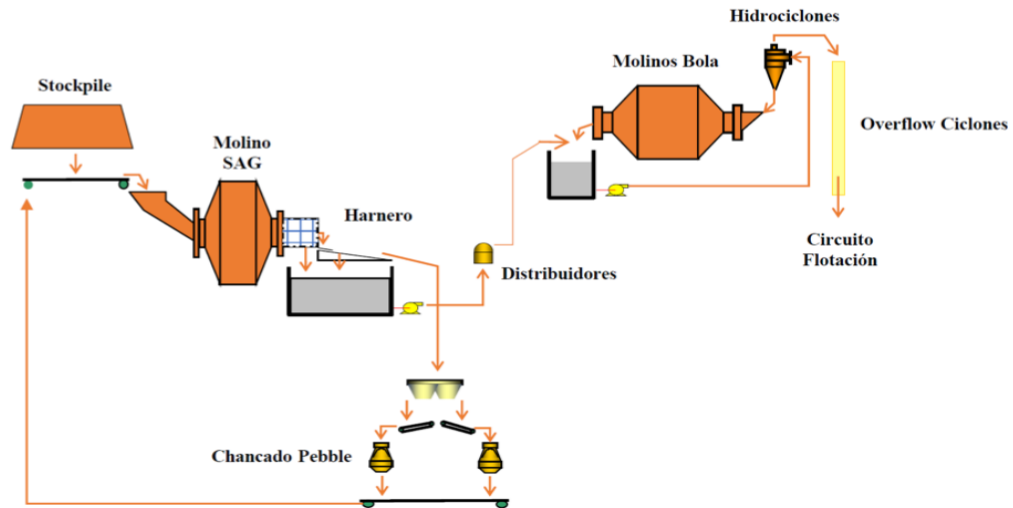 Hidrociclones
Molinos Bola
Stockpile
Overflow Ciclones
Molino
SAG
Harnero
Circuito
Flotación
Distribuidores
Chancado Pebble